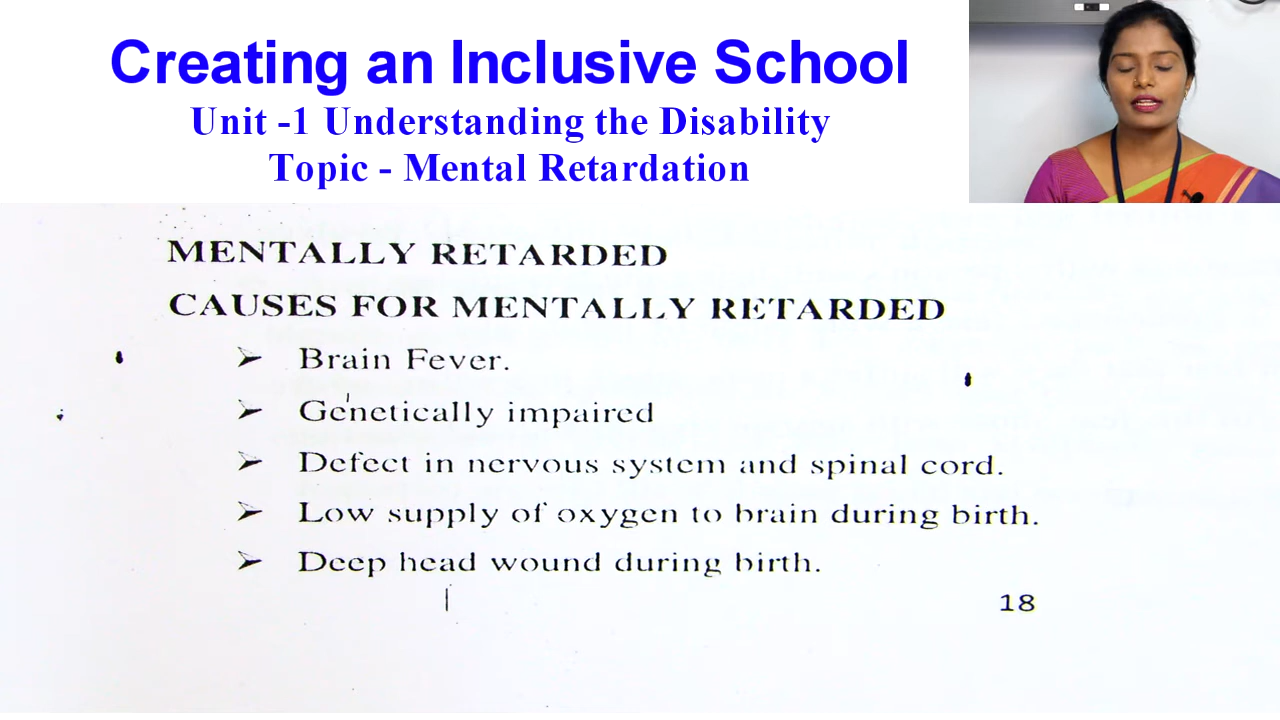 Creating an Inclusive School
Unit -1 Understanding the Disability
Topic - Mental Retardation
MENTALLY RETARDED
CAUSES FOR MENTALLY RETARDED
➢ Brain Fever.
➢ Genetically impaired
➢ Defect in nervous system and spinal cord.
➢ Low supply of oxygen to brain during birth.
➢ Deep head wound during birth.
18